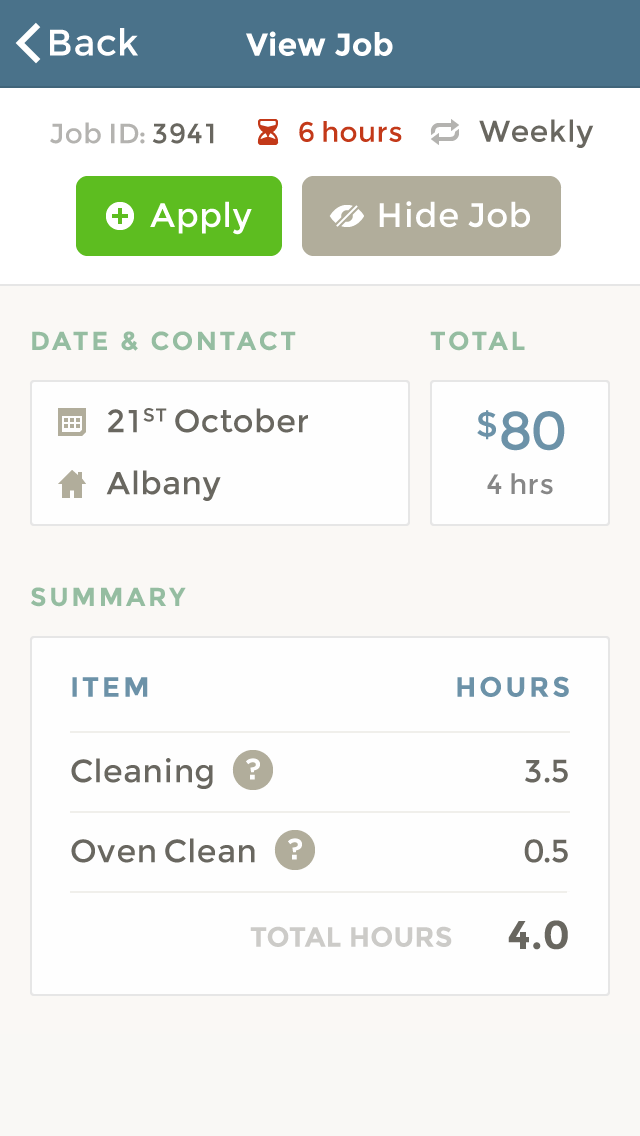 Back View Job
Job ID: 3941 6 hours Weekly
Apply Hide Job
DATE & CONTACT TOTAL
21ST October $80
Albany 4 hrs
SUMMARY
ITEM HOURS
Cleaning ? 3.5
Oven Clean ? 0.5
TOTAL HOURS 4.0